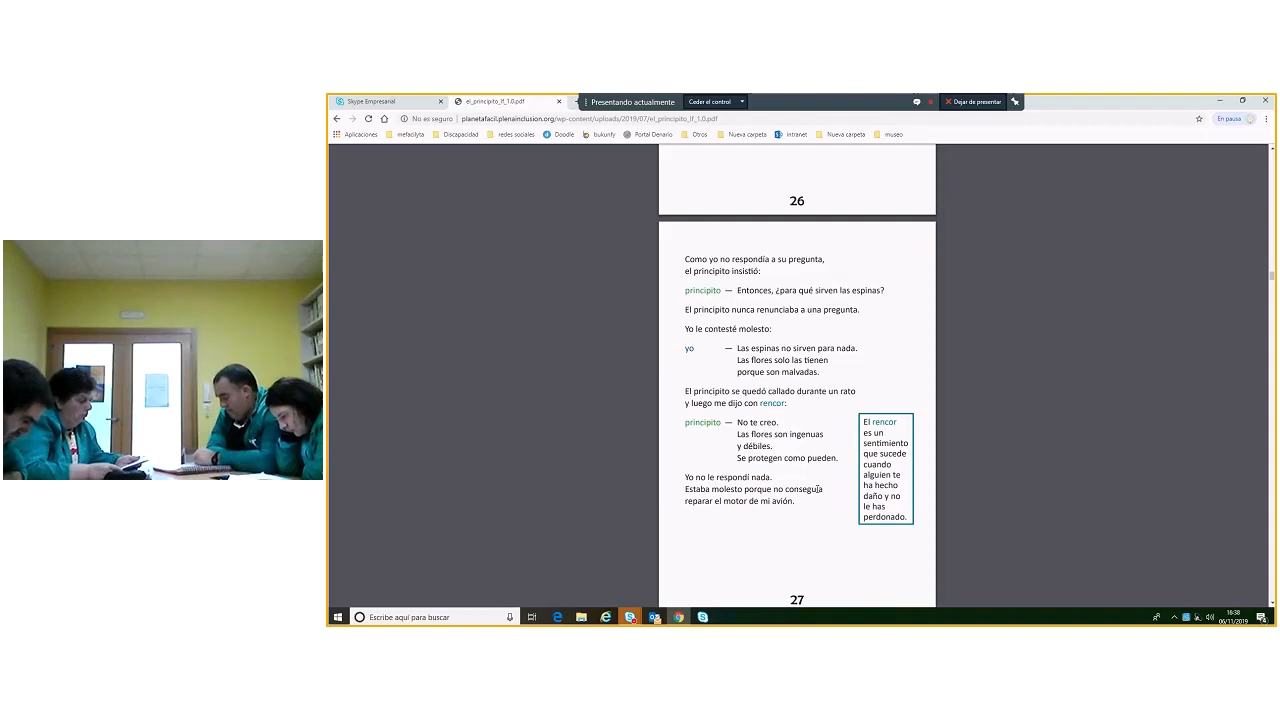 Skype Empresarial
el_principito_lf_1.0.pdf
Presentando actualmente
Ceder el control
Dejar de presentar
No es seguro
planetafacil.plenainclusion.org/wp-content/uploads/2019/07/el_principito_lf_1.0.pdf
En pausa
Aplicaciones
mefacilyta
Discapacidad
redes sociales
Doodle
bukunfy
Portal Denario
Otros
Nueva carpeta
intranet
Nueva carpeta
museo
26
Como yo no respondía a su pregunta,
el principito insistió:
principito — Entonces, ¿para qué sirven las espinas?
El principito nunca renunciaba a una pregunta.
Yo le contesté molesto:
yo — Las espinas no sirven para nada.
Las flores solo las tienen
porque son malvadas.
El principito se quedó callado durante un rato
y luego me dijo con rencor:
principito — No te creo.
Las flores son ingenuas
y débiles.
Se protegen como pueden.
Yo no le respondí nada.
Estaba molesto porque no conseguía
reparar el motor de mi avión.
El rencor
es un
sentimiento
que sucede
cuando
alguien te
ha hecho
daño y no
le has
perdonado.
27
Escribe aquí para buscar
16:38
06/11/2019